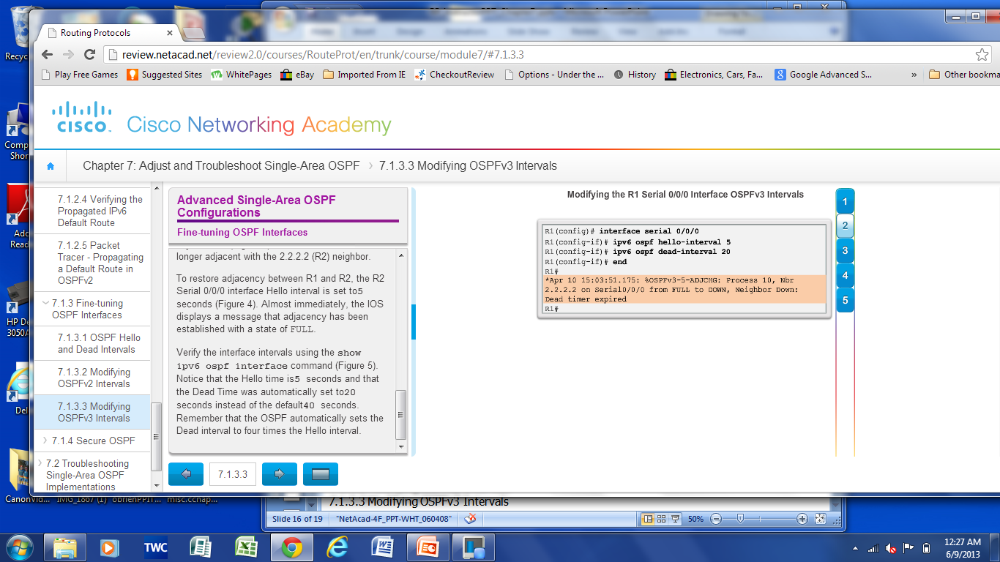 Recyc
Comp
Shor
Ado
Read
HP De
3050A
Del
CanonVid... IMG_1867 (1) obrienPPIT... misc.cchap...
Routing Protocols
review.netacad.net/review2.0/courses/RouteProt/en/trunk/course/module7/#7.1.3.3
Play Free Games Suggested Sites WhitePages eBay Imported From IE CheckoutReview Options - Under the ... History Electronics, Cars, Fa... Google Advanced S... » Other bookma
CISCO. Cisco Networking Academy
Chapter 7: Adjust and Troubleshoot Single-Area OSPF 7.1.3.3 Modifying OSPFv3 Intervals
7.1.2.4 Verifying the
Propagated IPv6
Default Route
7.1.2.5 Packet
Tracer - Propagating
a Default Route in
OSPFv2
7.1.3 Fine-tuning
OSPF Interfaces
7.1.3.1 OSPF Hello
and Dead Intervals
7.1.3.2 Modifying
OSPFv2 Intervals
7.1.3.3 Modifying
OSPFv3 Intervals
7.1.4 Secure OSPF
7.2 Troubleshooting
Single-Area OSPF
Implementations
Advanced Single-Area OSPF
Configurations
Fine-tuning OSPF Interfaces
longer adjacent with the 2.2.2.2 (R2) neighbor.
To restore adjacency between R1 and R2, the R2
Serial 0/0/0 interface Hello interval is set to5
seconds (Figure 4). Almost immediately, the IOS
displays a message that adjacency has been
established with a state of FULL.
Verify the interface intervals using the show
ipv6 ospf interface command (Figure 5).
Notice that the Hello time is5 seconds and that
the Dead Time was automatically set to20
seconds instead of the default40 seconds.
Remember that the OSPF automatically sets the
Dead interval to four times the Hello interval.
7.1.3.3
Modifying the R1 Serial 0/0/0 Interface OSPFv3 Intervals
R1(config)# interface serial 0/0/0
R1(config-if)# ipv6 ospf hello-interval 5
R1(config-if)# ipv6 ospf dead-interval 20
R1(config-if)# end
R1#
*Apr 10 15:03:51.175: %OSPFv3-5-ADJCHG: Process 10, Nbr
2.2.2.2 on Serial0/0/0 from FULL to DOWN, Neighbor Down:
Dead timer expired
R1#
1
2
3
4
5
7.1.3.3 Modifying OSPFv3 Intervals
Slide 16 of 19 "NetAcad-4F_PPT-WHT_060408" 50%
TWC
12:27 AM
6/9/2013